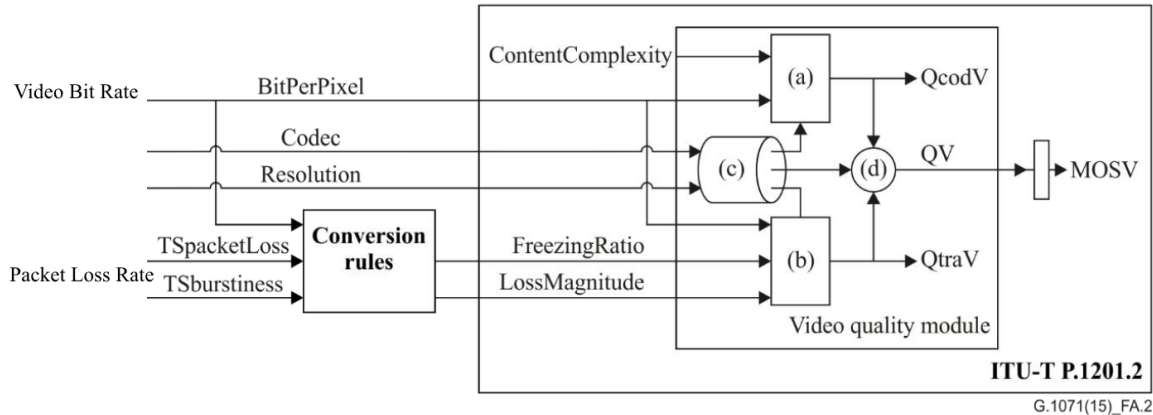 ContentComplexity
(a)
QcodV
Video Bit Rate
BitPerPixel
Codec
(c)
(d)
QV
MOSV
Resolution
TSpacketLoss
Conversion
rules
FreezingRatio
(b)
QtraV
Packet Loss Rate
TSburstiness
LossMagnitude
Video quality module
ITU-T P.1201.2
G.1071(15)_FA.2